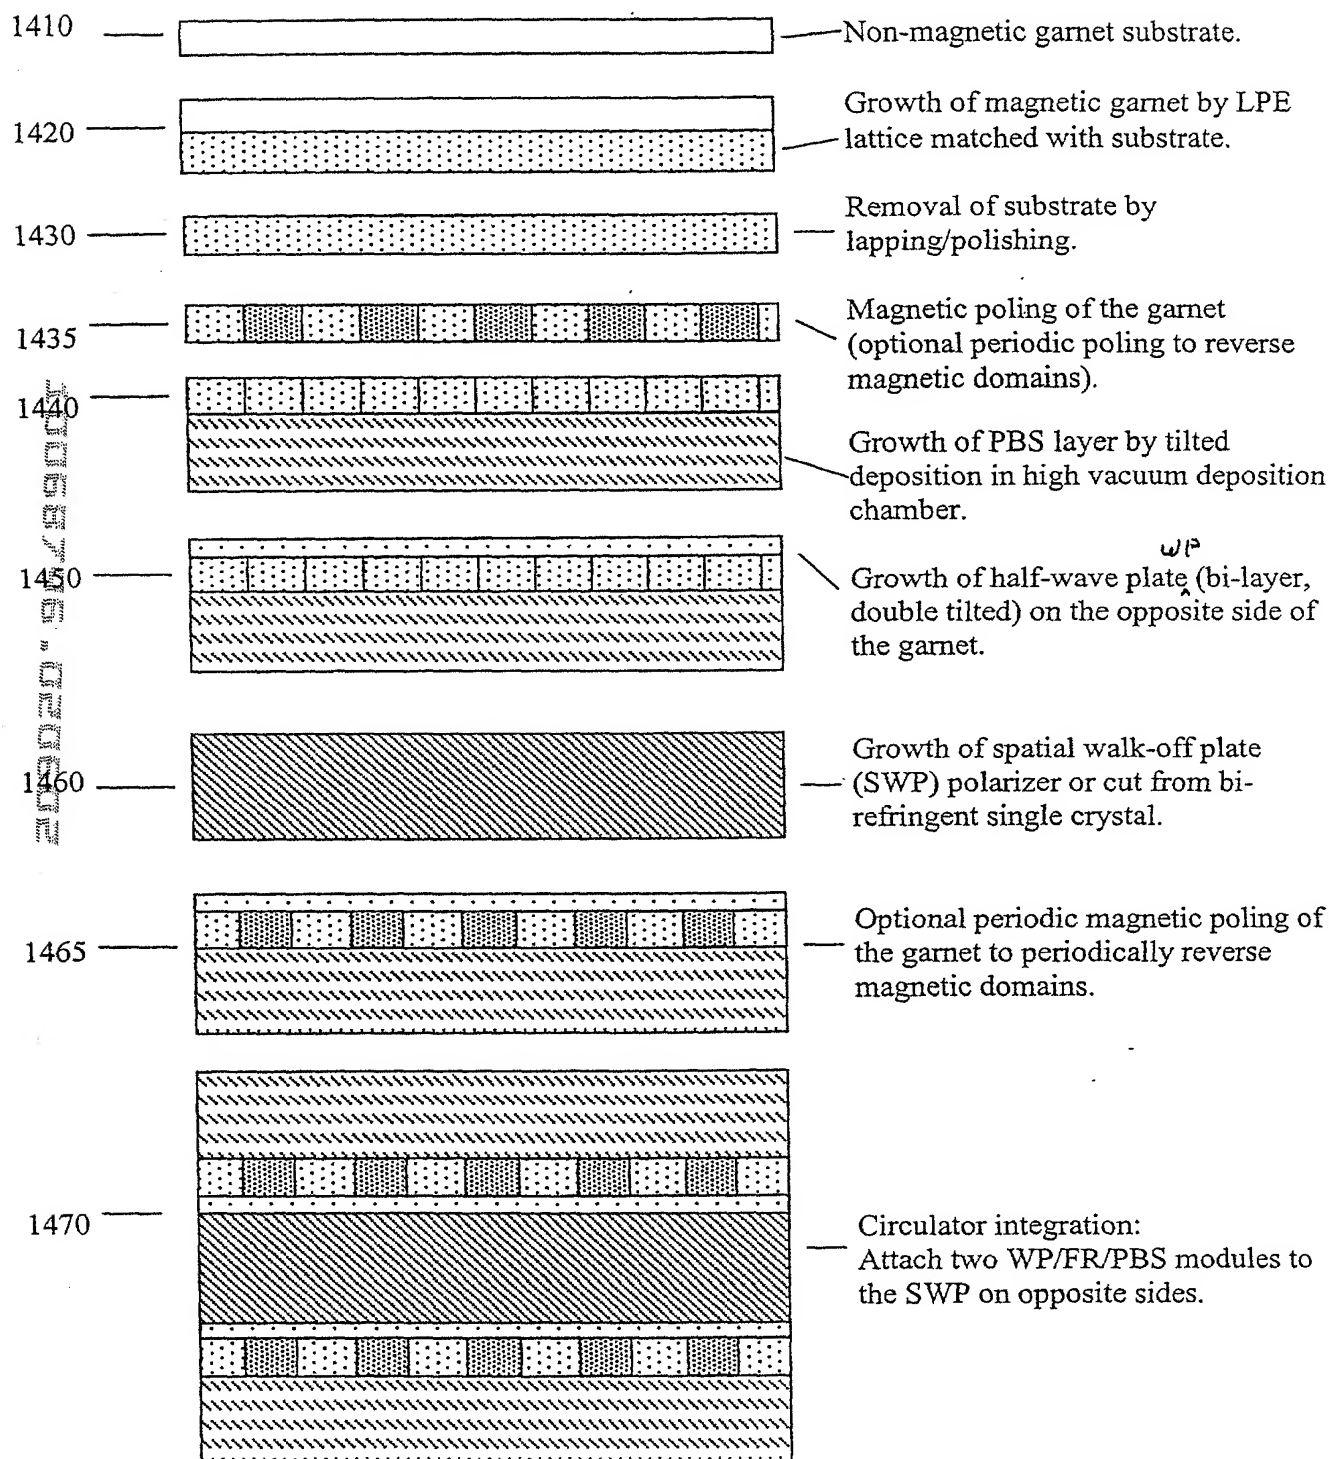 1410
Non-magnetic garnet substrate.
1420
Growth of magnetic garnet by LPE
lattice matched with substrate.
1430
Removal of substrate by
lapping/polishing.
1435
Magnetic poling of the garnet
(optional periodic poling to reverse
magnetic domains).
1440
Growth of PBS layer by tilted
deposition in high vacuum deposition
chamber.
1450
WP
Growth of half-wave plate ‸ (bi-layer,
double tilted) on the opposite side of
the garnet.
1460
Growth of spatial walk-off plate
(SWP) polarizer or cut from bi-
refringent single crystal.
1465
Optional periodic magnetic poling of
the garnet to periodically reverse
magnetic domains.
1470
Circulator integration:
Attach two WP/FR/PBS modules to
the SWP on opposite sides.